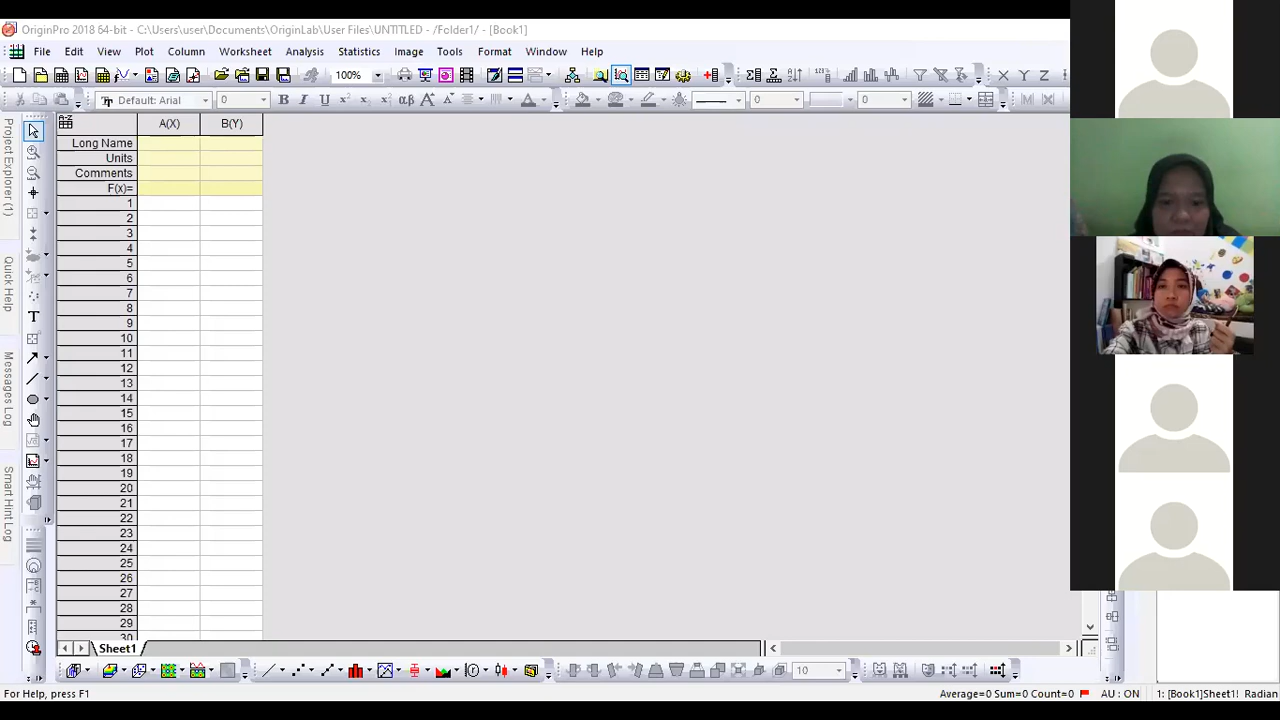 OriginPro 2018 64-bit - C:\Users\user\Documents\OriginLab\User Files\UNTITLED - /Folder1/ - [Book1]
File Edit View Plot Column Worksheet Analysis Statistics Image Tools Format Window Help
100%
Default: Arial 0 B I U αβ A A A 0 0
A(X) B(Y)
Long Name
Units
Comments
F(x)=
1
2
3
4
5
6
7
8
9
10
11
12
13
14
15
16
17
18
19
20
21
22
23
24
25
26
27
28
29
30
Project Explorer (1)
Quick Help
Messages Log
Smart Hint Log
Sheet1
10
For Help, press F1 Average=0 Sum=0 Count=0 AU : ON 1: [Book1]Sheet1! Radian